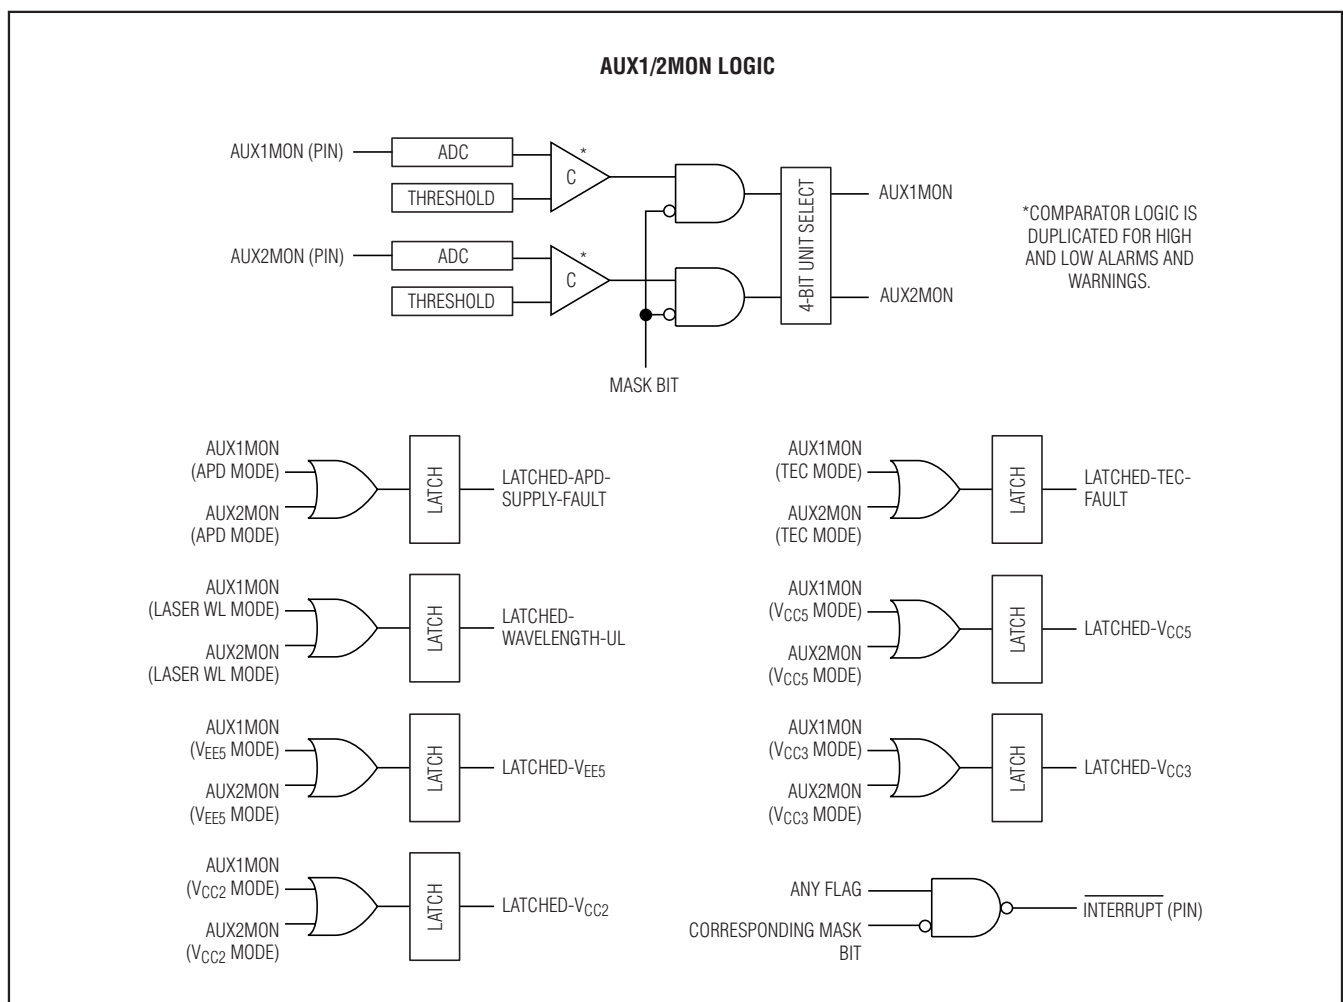 AUX1/2MON LOGIC
AUX1MON (PIN)
ADC
*
C
THRESHOLD
AUX2MON (PIN)
ADC
*
C
THRESHOLD
MASK BIT
4-BIT UNIT SELECT
AUX1MON
AUX2MON
*COMPARATOR LOGIC IS
DUPLICATED FOR HIGH
AND LOW ALARMS AND
WARNINGS.
AUX1MON
(APD MODE)
AUX2MON
(APD MODE)
LATCH
LATCHED-APD-
SUPPLY-FAULT
AUX1MON
(TEC MODE)
AUX2MON
(TEC MODE)
LATCH
LATCHED-TEC-
FAULT
AUX1MON
(LASER WL MODE)
AUX2MON
(LASER WL MODE)
LATCH
LATCHED-
WAVELENGTH-UL
AUX1MON
(VCC5 MODE)
AUX2MON
(VCC5 MODE)
LATCH
LATCHED-VCC5
AUX1MON
(VEE5 MODE)
AUX2MON
(VEE5 MODE)
LATCH
LATCHED-VEE5
AUX1MON
(VCC3 MODE)
AUX2MON
(VCC3 MODE)
LATCH
LATCHED-VCC3
AUX1MON
(VCC2 MODE)
AUX2MON
(VCC2 MODE)
LATCH
LATCHED-VCC2
ANY FLAG
CORRESPONDING MASK
BIT
INTERRUPT (PIN)